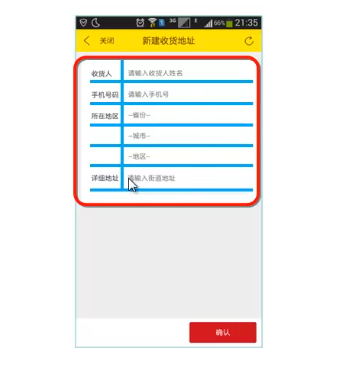 3G 66% 21:35
关闭 新建收货地址
收货人 请输入收货人姓名
手机号码 请输入手机号
所在地区 --省份--
--城市--
--地区--
详细地址 请输入街道地址
确认